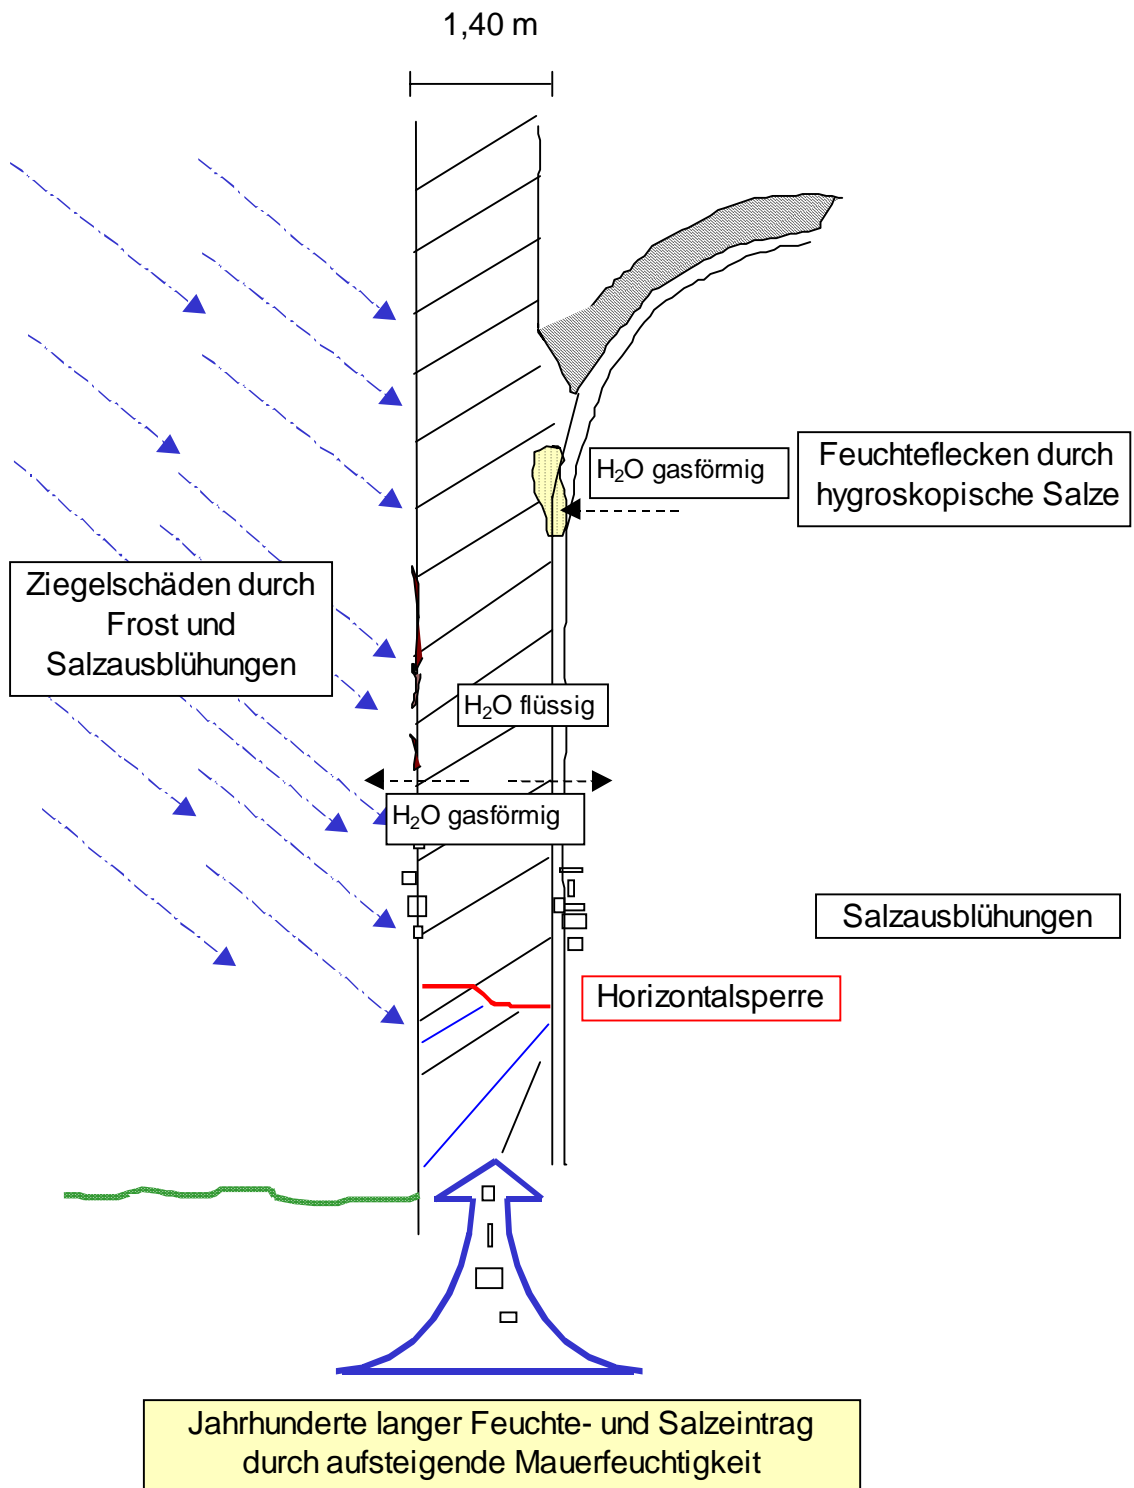 1,40 m
H₂O gasförmig
Feuchteflecken durch
hygroskopische Salze
Ziegelschäden durch
Frost und
Salzausblühungen
H₂O flüssig
H₂O gasförmig
Salzausblühungen
Horizontalsperre
Jahrhunderte langer Feuchte- und Salzeintrag
durch aufsteigende Mauerfeuchtigkeit